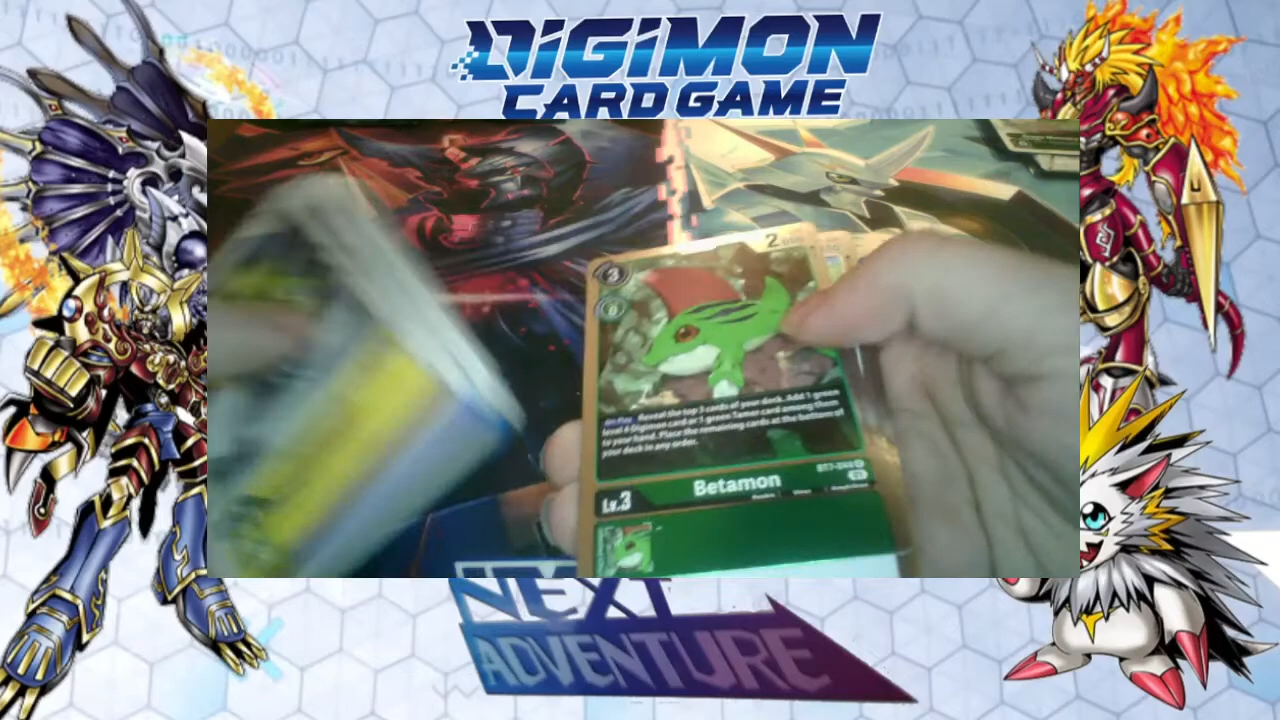 DIGIMON
CARD GAME
3
2
0
Reveal the top 3 cards of your deck. Add 1 green
level 6 Digimon card or 1 green Tamer card among them
to your hand. Place the remaining cards at the bottom of
your deck in any order.
Betamon
Lv.3
NEXT
ADVENTURE